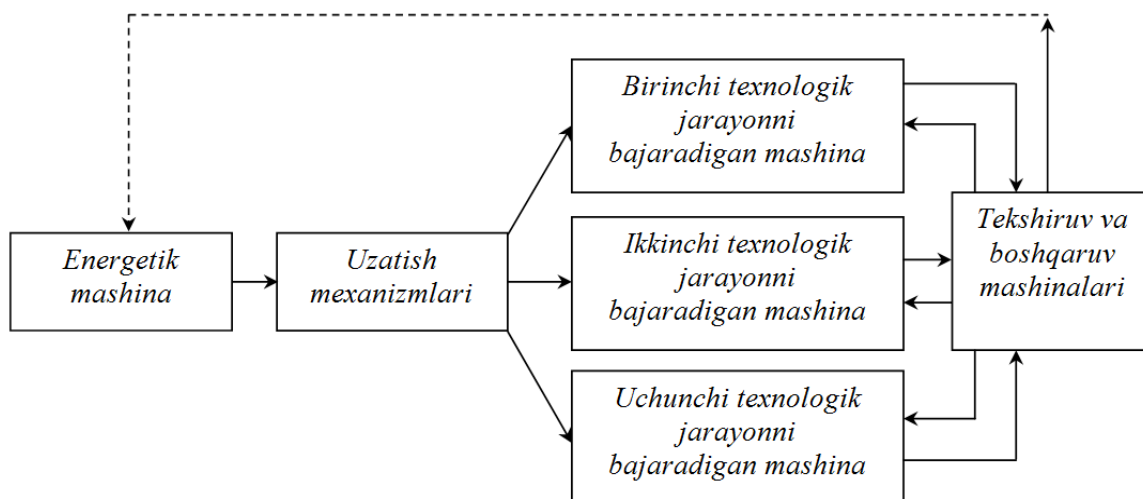 Birinchi texnologik
jarayonni
bajaradigan mashina
Energetik
mashina
Uzatish
mexanizmlari
Ikkinchi texnologik
jarayonni
bajaradigan mashina
Tekshiruv va
boshqaruv
mashinalari
Uchunchi texnologik
jarayonni
bajaradigan mashina